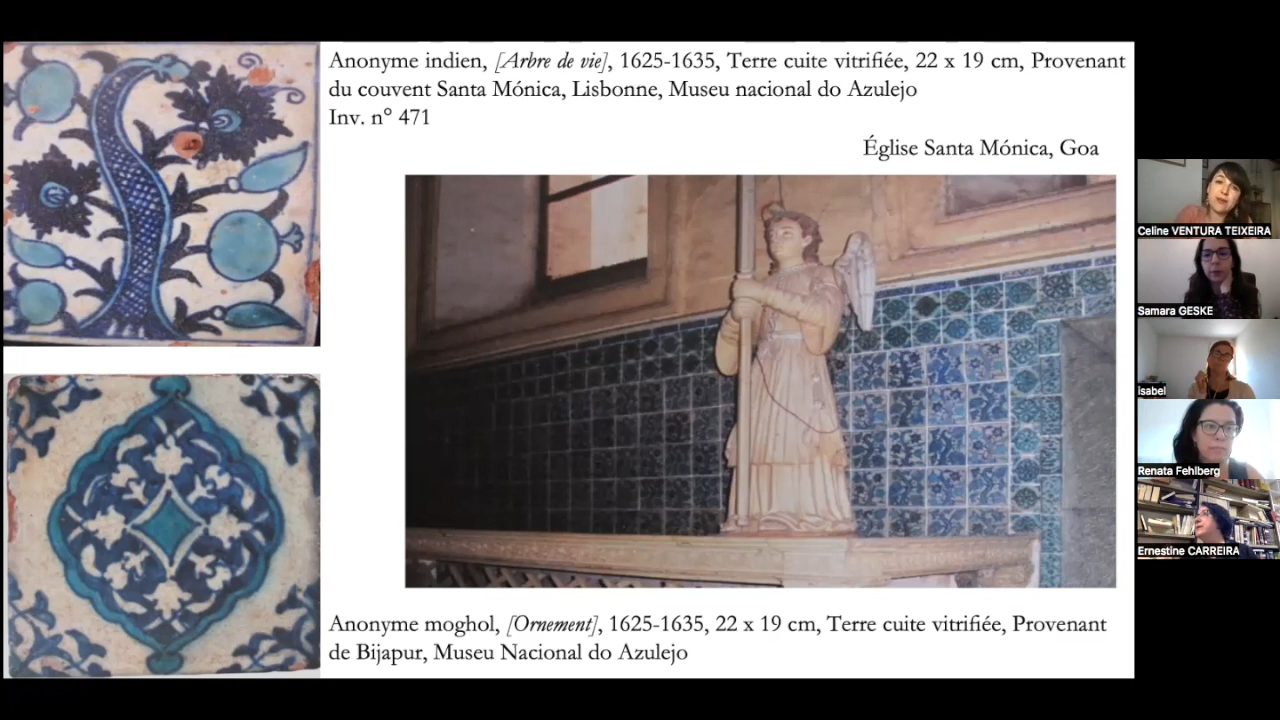 Anonyme indien, [Arbre de vie], 1625-1635, Terre cuite vitrifiée, 22 x 19 cm, Provenant
du couvent Santa Mónica, Lisbonne, Museu nacional do Azulejo
Inv. n° 471
Église Santa Mónica, Goa
Anonyme moghol, [Ornement], 1625-1635, 22 x 19 cm, Terre cuite vitrifiée, Provenant
de Bijapur, Museu Nacional do Azulejo
Celine VENTURA TEIXEIRA
Samara GESKE
isabel
Renata Fehlberg
Ernestine CARREIRA